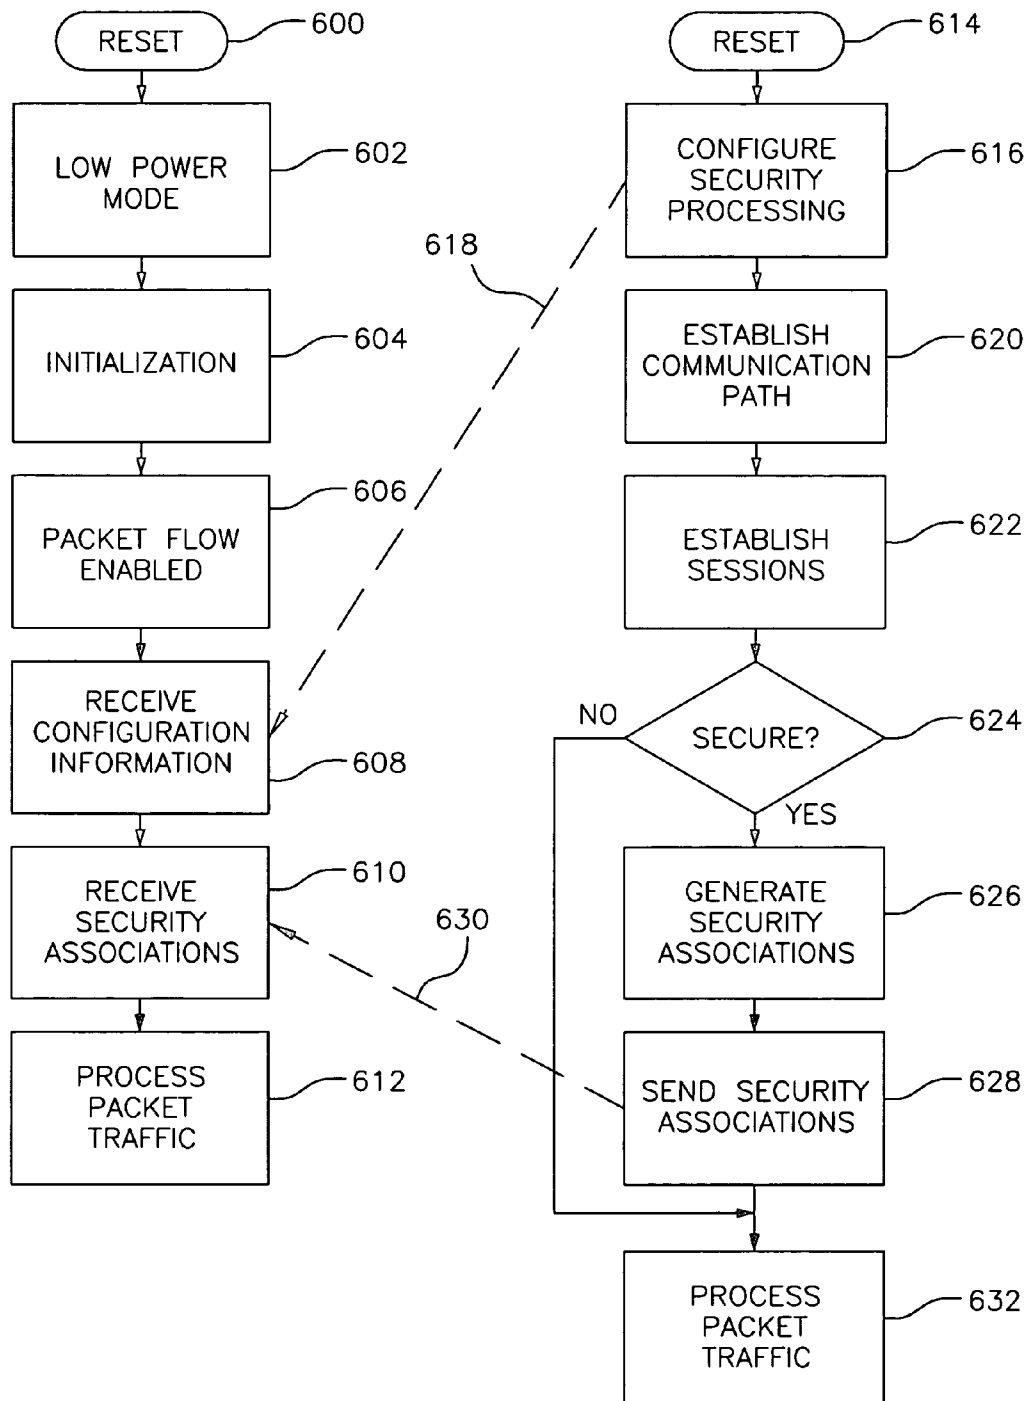 RESET
600
LOW POWER
MODE
602
INITIALIZATION
604
PACKET FLOW
ENABLED
606
RECEIVE
CONFIGURATION
INFORMATION
608
RECEIVE
SECURITY
ASSOCIATIONS
610
PROCESS
PACKET
TRAFFIC
612
618
630
RESET
614
CONFIGURE
SECURITY
PROCESSING
616
ESTABLISH
COMMUNICATION
PATH
620
ESTABLISH
SESSIONS
622
SECURE?
624
NO
YES
GENERATE
SECURITY
ASSOCIATIONS
626
SEND SECURITY
ASSOCIATIONS
628
PROCESS
PACKET
TRAFFIC
632